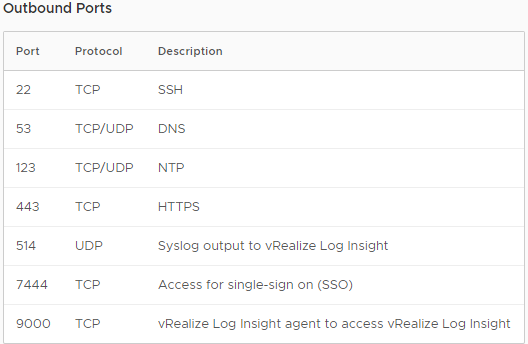 Outbound Ports
Port Protocol Description
22 TCP SSH
53 TCP/UDP DNS
123 TCP/UDP NTP
443 TCP HTTPS
514 UDP Syslog output to vRealize Log Insight
7444 TCP Access for single-sign on (SSO)
9000 TCP vRealize Log Insight agent to access vRealize Log Insight